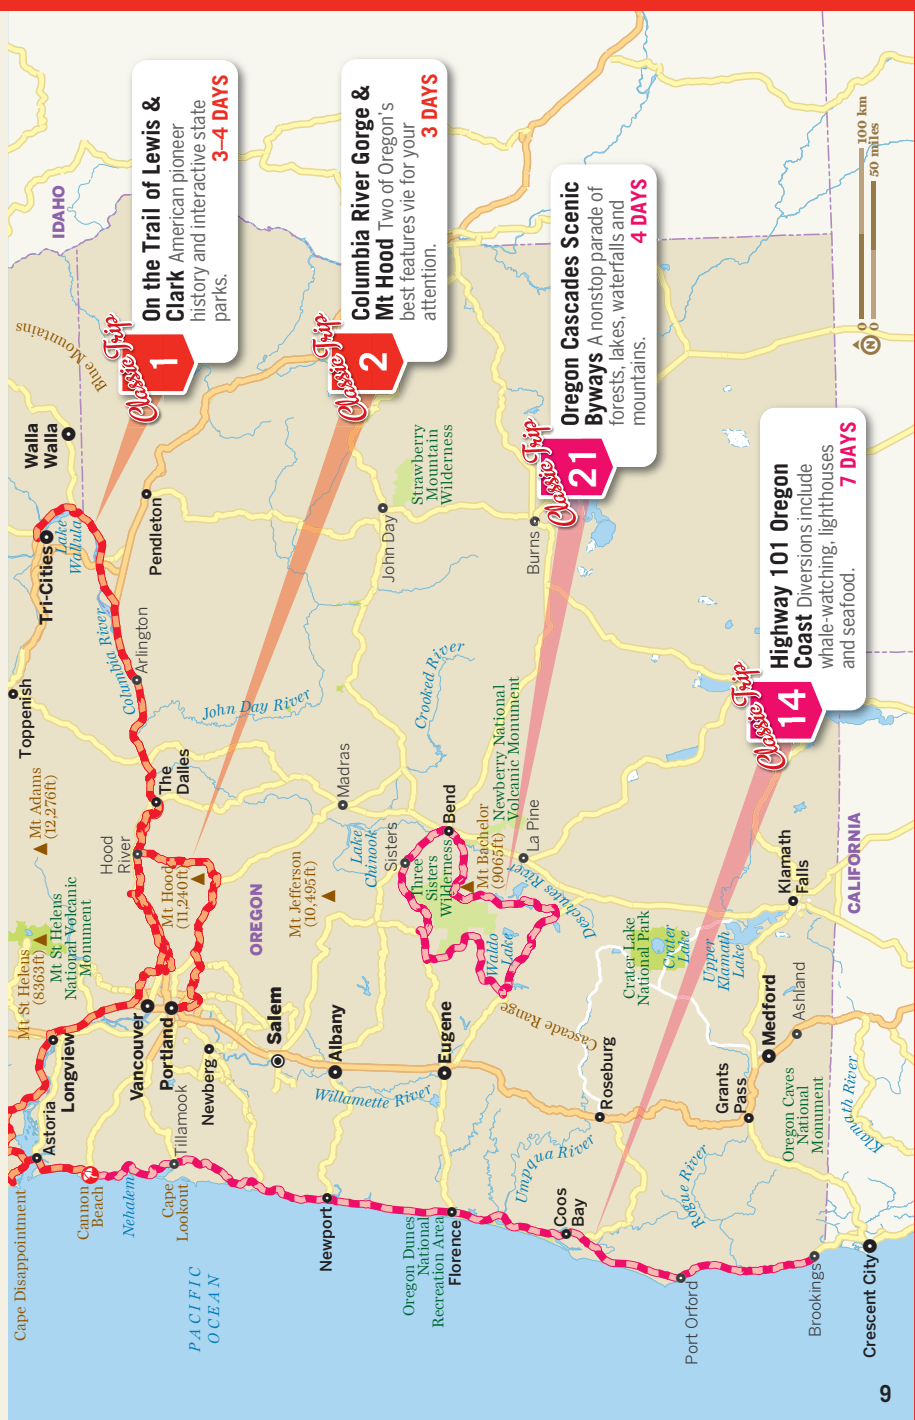 IDAHO
Blue Mountains
Walla
Walla
Tri-Cities
Lake
Wallula
Pendleton
Columbia River
Arlington
Toppenish
John Day River
The
Dalles
Mt Adams
(12,276ft)
Hood
River
Mt Hood
(11,240ft)
Mt St Helens
(8363ft)
Mt St Helens
National Volcanic
Monument
Vancouver
Portland
Longview
Astoria
Newberg
Tillamook
Cannon
Beach
Nehalem
Cape
Lookout
Cape Disappointment
PACIFIC
OCEAN
OREGON
Salem
Albany
Mt Jefferson
(10,495ft)
Madras
Lake
Chinook
Sisters
Three
Sisters
Wilderness
Bend
Mt Bachelor
(9065ft)
Newberry National
Volcanic Monument
La Pine
Deschutes River
Waldo
Lake
Cascade Range
Crooked River
John Day
Strawberry
Mountain
Wilderness
Burns
Eugene
Willamette River
Newport
Oregon Dunes
National
Recreation Area
Florence
Umpqua River
Roseburg
Coos
Bay
Crater Lake
National Park
Crater
Lake
Upper
Klamath
Lake
Klamath
Falls
Rogue River
Grants
Pass
Medford
Ashland
Oregon Caves
National
Monument
Klamath River
Port Orford
Brookings
Crescent City
CALIFORNIA
Classic Trip
1
On the Trail of Lewis &
Clark American pioneer
history and interactive state
parks.
3–4 DAYS
Classic Trip
2
Columbia River Gorge &
Mt Hood Two of Oregon's
best features vie for your
attention.
3 DAYS
Classic Trip
21
Oregon Cascades Scenic
Byways A nonstop parade of
forests, lakes, waterfalls and
mountains.
4 DAYS
Classic Trip
14
Highway 101 Oregon
Coast Diversions include
whale-watching, lighthouses
and seafood.
7 DAYS
N
0
100 km
0
50 miles
9